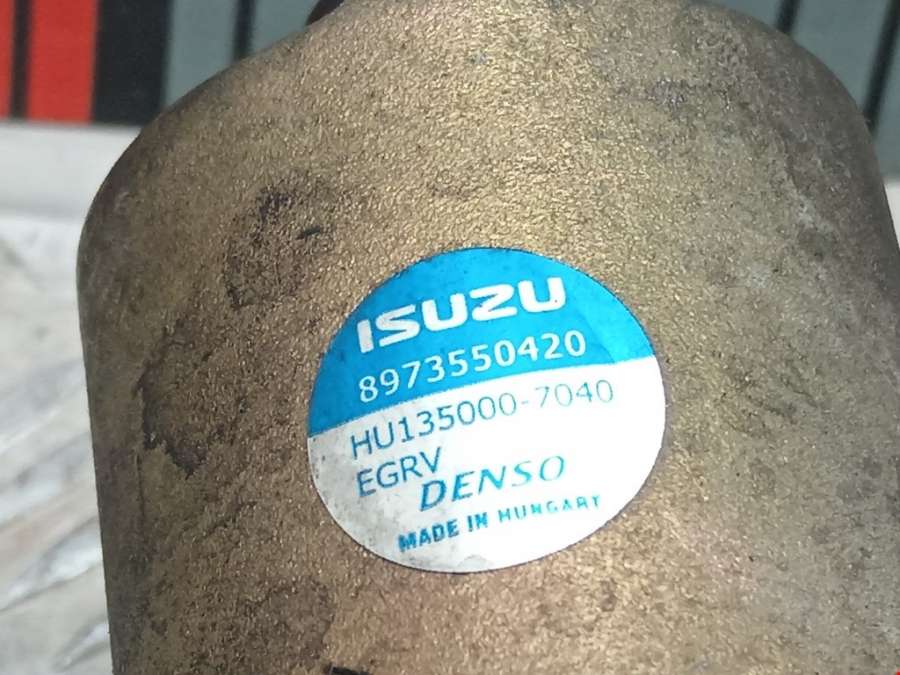 ISUZU
8973550420
HU135000-7040
EGRV
DENSO
MADE IN HUNGARY